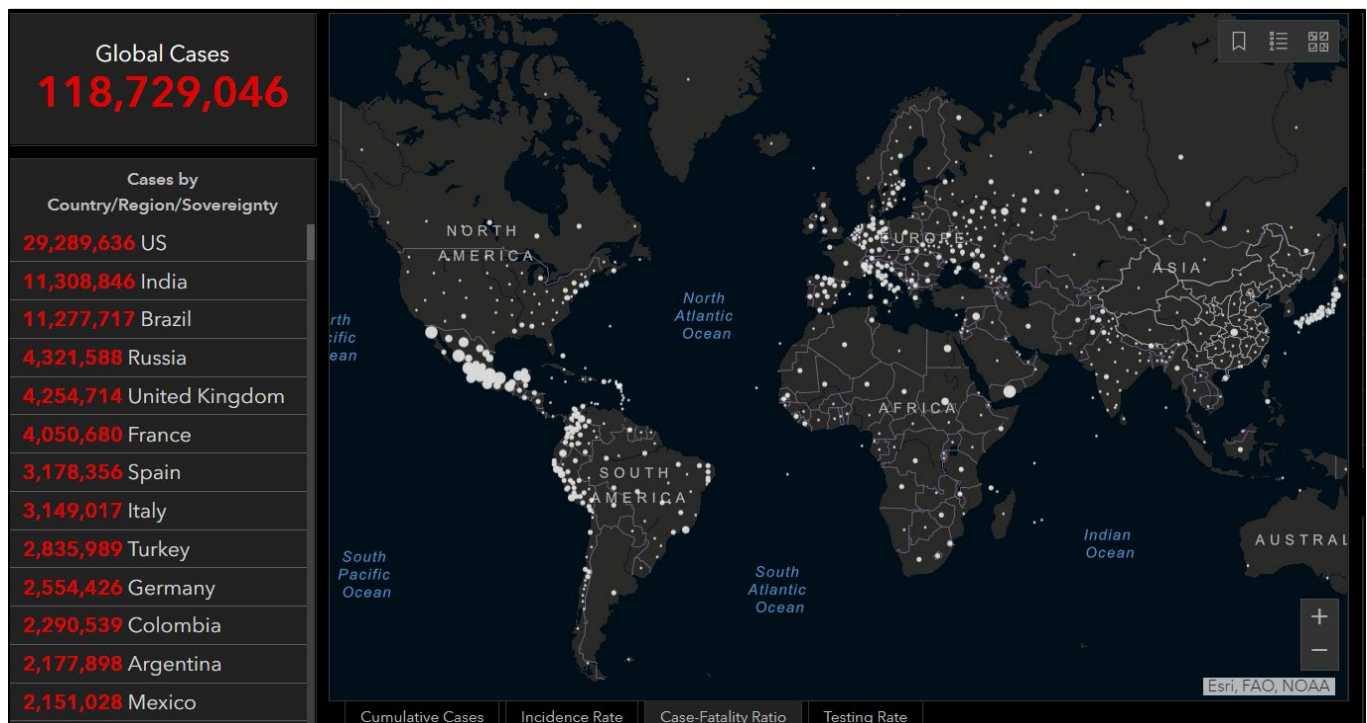 Global Cases
118,729,046
Cases by
Country/Region/Sovereignty
29,289,636 US
11,308,846 India
11,277,717 Brazil
4,321,588 Russia
4,254,714 United Kingdom
4,050,680 France
3,178,356 Spain
3,149,017 Italy
2,835,989 Turkey
2,554,426 Germany
2,290,539 Colombia
2,177,898 Argentina
2,151,028 Mexico
NORTH
AMERICA
EUROPE
ASIA
North
Atlantic
Ocean
rth
ific
ean
AFRICA
SOUTH
AMERICA
Indian
Ocean
AUSTRAL
South
Pacific
Ocean
South
Atlantic
Ocean
+
−
Esri, FAO, NOAA
Cumulative Cases
Incidence Rate
Case-Fatality Ratio
Testing Rate